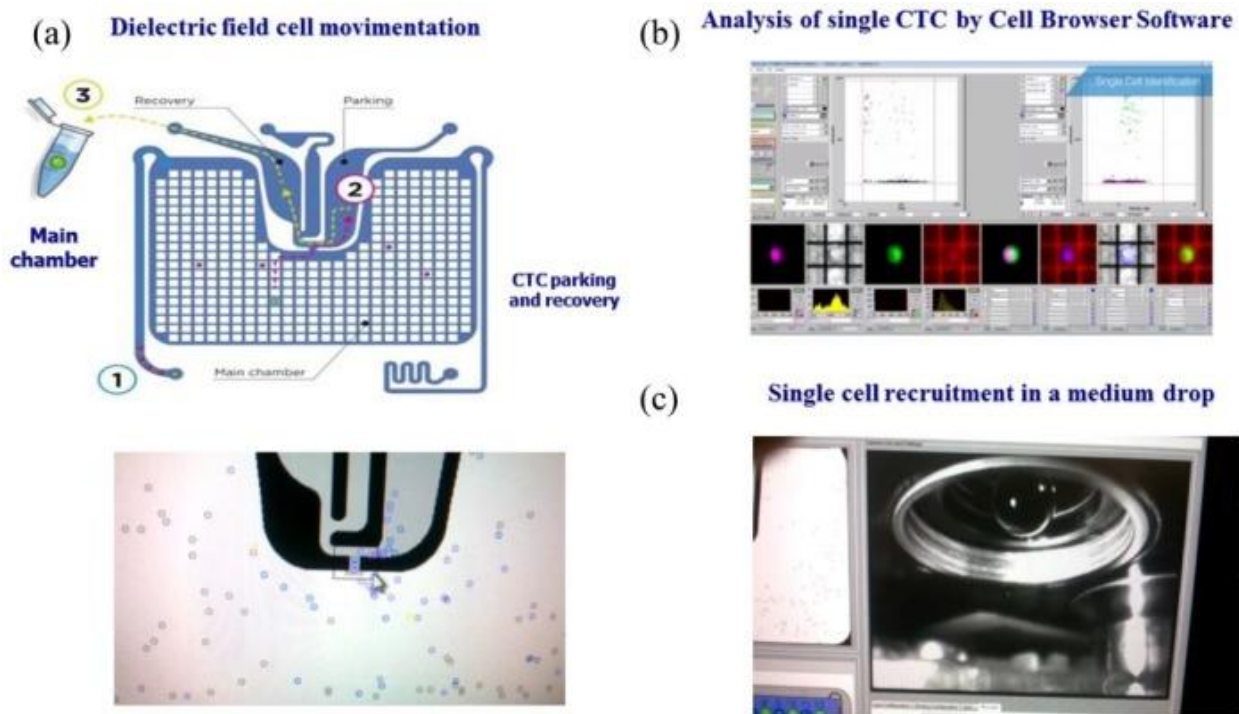 (a)
Dielectric field cell movimentation
3
Recovery
Parking
2
Main
chamber
CTC parking
and recovery
1
Main chamber
(b)
Analysis of single CTC by Cell Browser Software
Single Cell Identification
(c)
Single cell recruitment in a medium drop